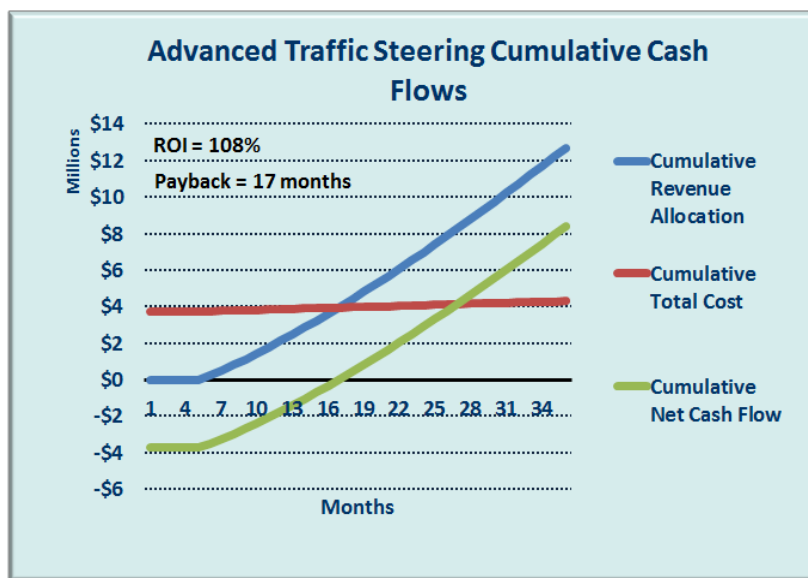 Advanced Traffic Steering Cumulative Cash
Flows
Millions
$14
$12
$10
$8
$6
$4
$2
$0
-$2
-$4
-$6
ROI = 108%
Payback = 17 months
1 4 7 10 13 16 19 22 25 28 31 34
Months
Cumulative
Revenue
Allocation
Cumulative
Total Cost
Cumulative
Net Cash Flow